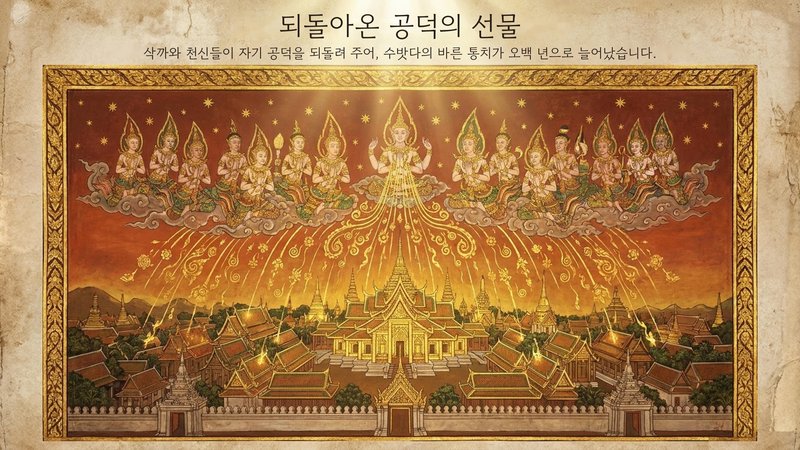 되돌아온 공덕의 선물
삭까와 천신들이 자기 공덕을 되돌려 주어, 수밧다의 바른 통치가 오백 년으로 늘어났습니다.